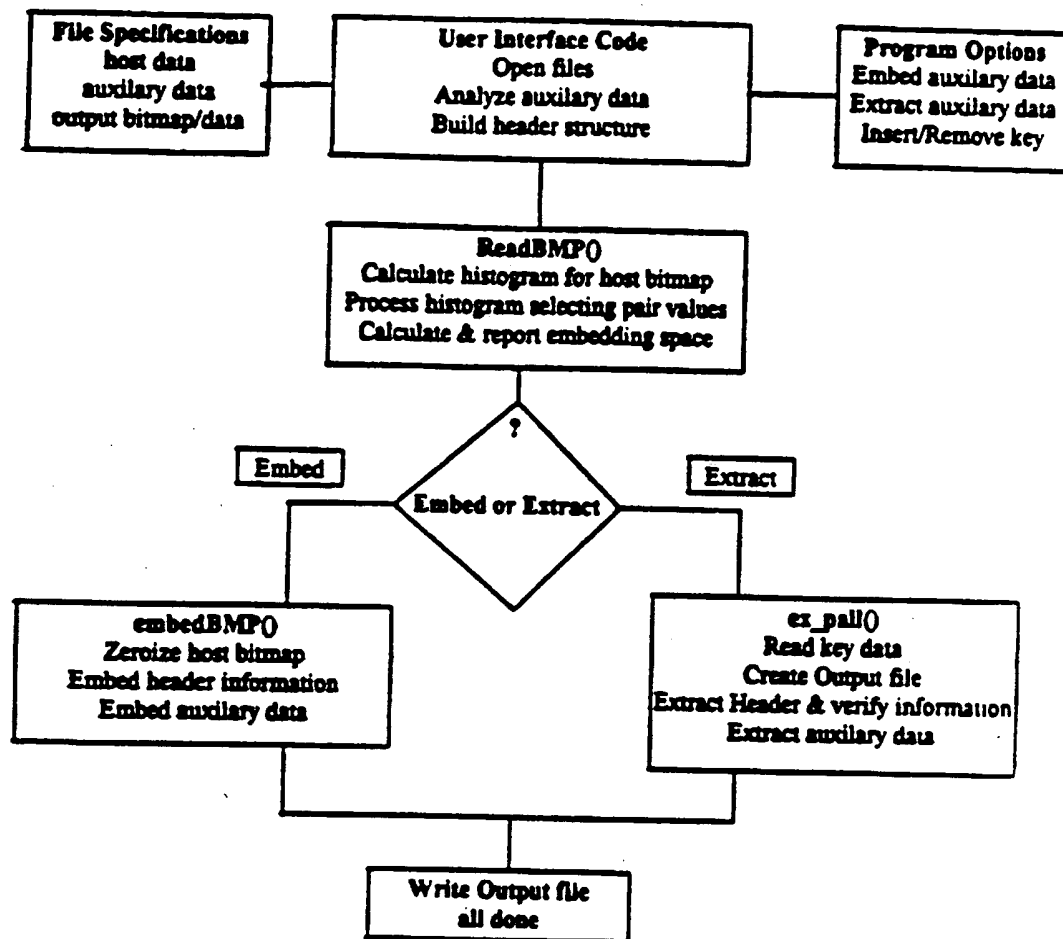 File Specifications
host data
auxilary data
output bitmap/data
User Interface Code
Open files
Analyze auxilary data
Build header structure
Program Options
Embed auxilary data
Extract auxilary data
Insert/Remove key
ReadBMP()
Calculate histogram for host bitmap
Process histogram selecting pair values
Calculate & report embedding space
?
Embed or Extract
Embed
Extract
embedBMP()
Zeroize host bitmap
Embed header information
Embed auxilary data
ex_pall()
Read key data
Create Output file
Extract Header & verify information
Extract auxilary data
Write Output file
all done